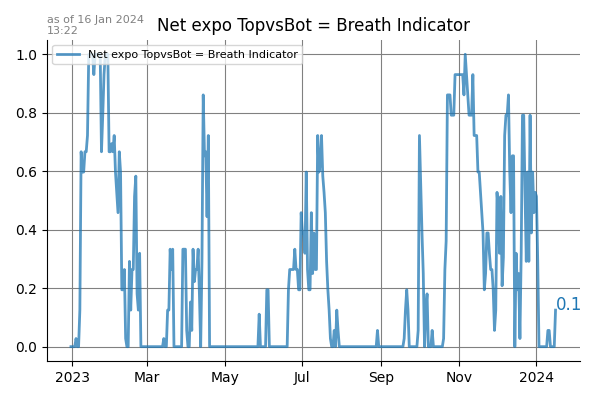 as of 16 Jan 2024
13:22
Net expo TopvsBot = Breath Indicator
Net expo TopvsBot = Breath Indicator
1.0
0.8
0.6
0.4
0.2
0.0
0.1
2023 Mar May Jul Sep Nov 2024